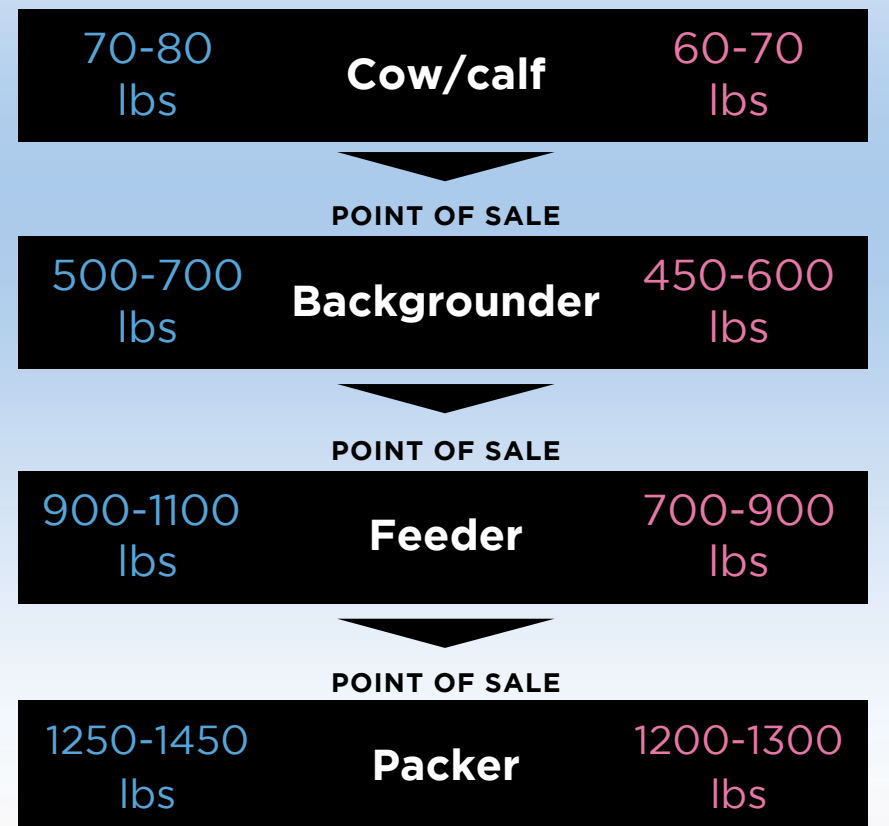 70-80
lbs
Cow/calf
60-70
lbs
POINT OF SALE
500-700
lbs
Backgrounder
450-600
lbs
POINT OF SALE
900-1100
lbs
Feeder
700-900
lbs
POINT OF SALE
1250-1450
lbs
Packer
1200-1300
lbs